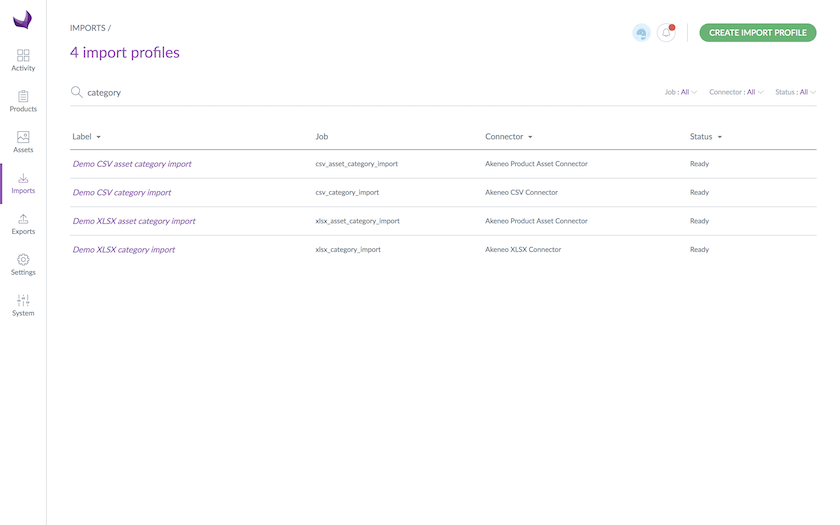 IMPORTS /
CREATE IMPORT PROFILE
4 import profiles
Activity
Products
Assets
Imports
Exports
Settings
System
category
Job : All
Connector : All
Status : All
Label Job Connector Status
Demo CSV asset category import csv_asset_category_import Akeneo Product Asset Connector Ready
Demo CSV category import csv_category_import Akeneo CSV Connector Ready
Demo XLSX asset category import xlsx_asset_category_import Akeneo Product Asset Connector Ready
Demo XLSX category import xlsx_category_import Akeneo XLSX Connector Ready